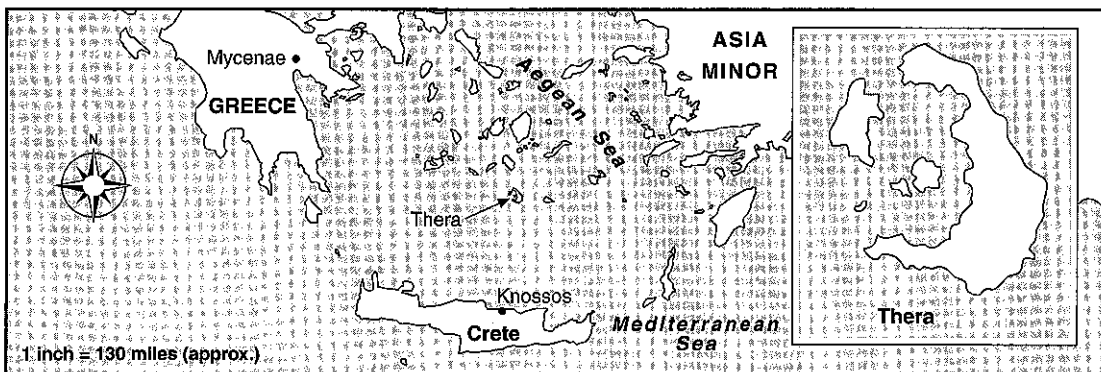 Mycenae
GREECE
N
Aegean Sea
ASIA
MINOR
Thera
Knossos
Crete
Mediterranean
Sea
1 inch = 130 miles (approx.)
Thera